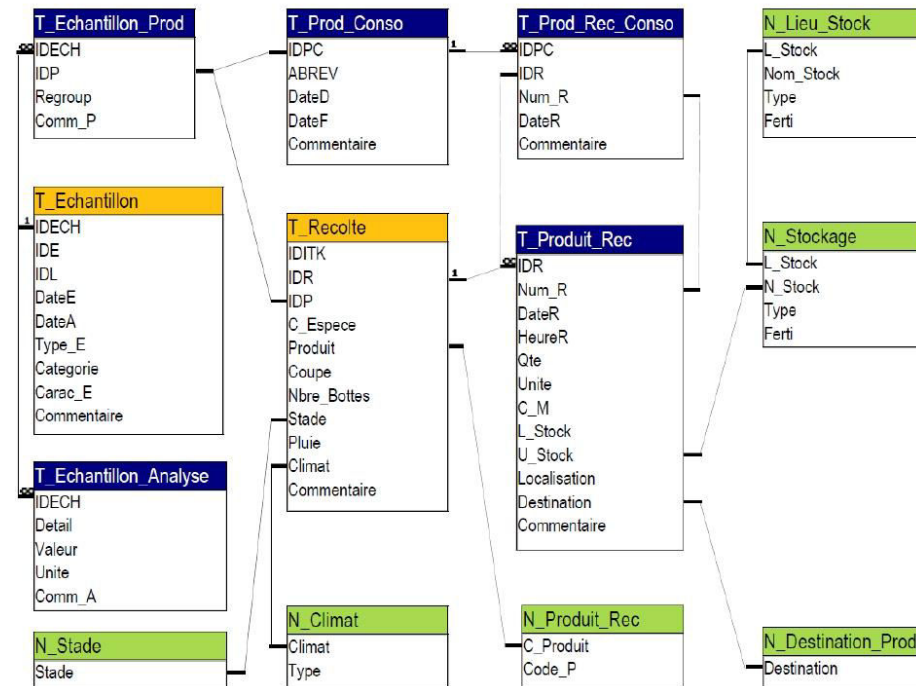 T_Echantillon_Prod
IDECH
IDP
Regroup
Comm_P
T_Echantillon
IDECH
IDE
IDL
DateE
DateA
Type_E
Categorie
Carac_E
Commentaire
T_Echantillon_Analyse
IDECH
Detail
Valeur
Unite
Comm_A
N_Stade
Stade
T_Prod_Conso
IDPC
ABREV
DateD
DateF
Commentaire
T_Recolte
IDITK
IDR
IDP
C_Espece
Produit
Coupe
Nbre_Bottes
Stade
Pluie
Climat
Commentaire
N_Climat
Climat
Type
T_Prod_Rec_Conso
IDPC
IDR
Num_R
DateR
Commentaire
T_Produit_Rec
IDR
Num_R
DateR
HeureR
Qte
Unite
C_M
L_Stock
U_Stock
Localisation
Destination
Commentaire
N_Produit_Rec
C_Produit
Code_P
N_Lieu_Stock
L_Stock
Nom_Stock
Type
Ferti
N_Stockage
L_Stock
N_Stock
Type
Ferti
N_Destination_Prod
Destination
1
∞
1
∞
1
∞
∞